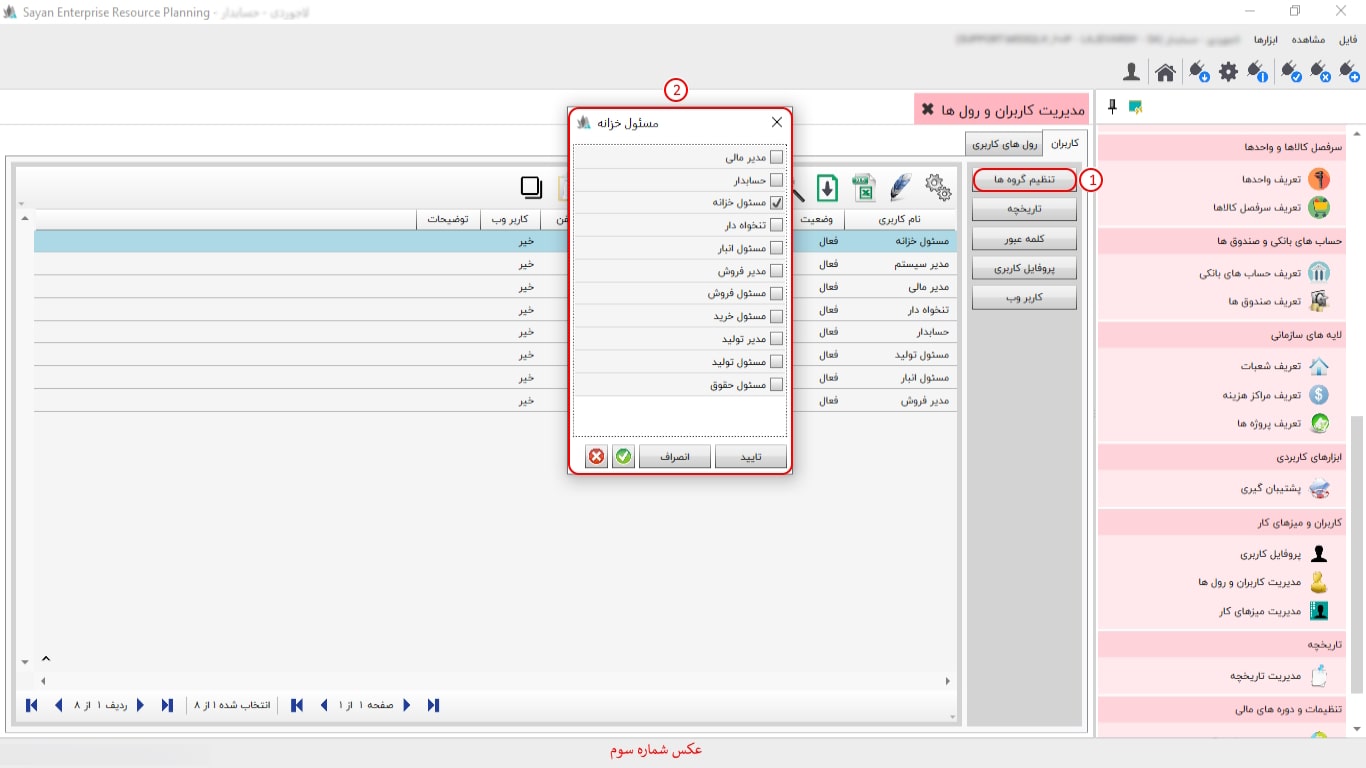 Sayan Enterprise Resource Planning - لاجوردی - حسابدار
فایل مشاهده ابزارها
مدیریت کاربران و رول ها
کاربران
رول های کاربری
تنظیم گروه ها
1
تاریخچه
کلمه عبور
پروفایل کاربری
کاربر وب
2
مسئول خزانه
مدیر مالی
حسابدار
مسئول خزانه
تنخواه دار
مسئول انبار
مدیر فروش
مسئول فروش
مسئول خرید
مدیر تولید
مسئول تولید
مسئول حقوق
تایید
انصراف
نام کاربری وضعیت کاربر وب توضیحات
مسئول خزانه فعال خیر
مدیر سیستم فعال خیر
مدیر مالی فعال خیر
تنخواه دار فعال خیر
حسابدار فعال خیر
مسئول تولید فعال خیر
مسئول انبار فعال خیر
مدیر فروش فعال خیر
صفحه ۱ از ۱
انتخاب شده ۱ از ۸
ردیف ۱ از ۸
سرفصل کالاها و واحدها
تعریف واحدها
تعریف سرفصل کالاها
حساب های بانکی و صندوق ها
تعریف حساب های بانکی
تعریف صندوق ها
لایه های سازمانی
تعریف شعبات
تعریف مراکز هزینه
تعریف پروژه ها
ابزارهای کاربردی
پشتیبان گیری
کاربران و میزهای کار
پروفایل کاربری
مدیریت کاربران و رول ها
مدیریت میزهای کار
تاریخچه
مدیریت تاریخچه
تنظیمات و دوره های مالی
عکس شماره سوم